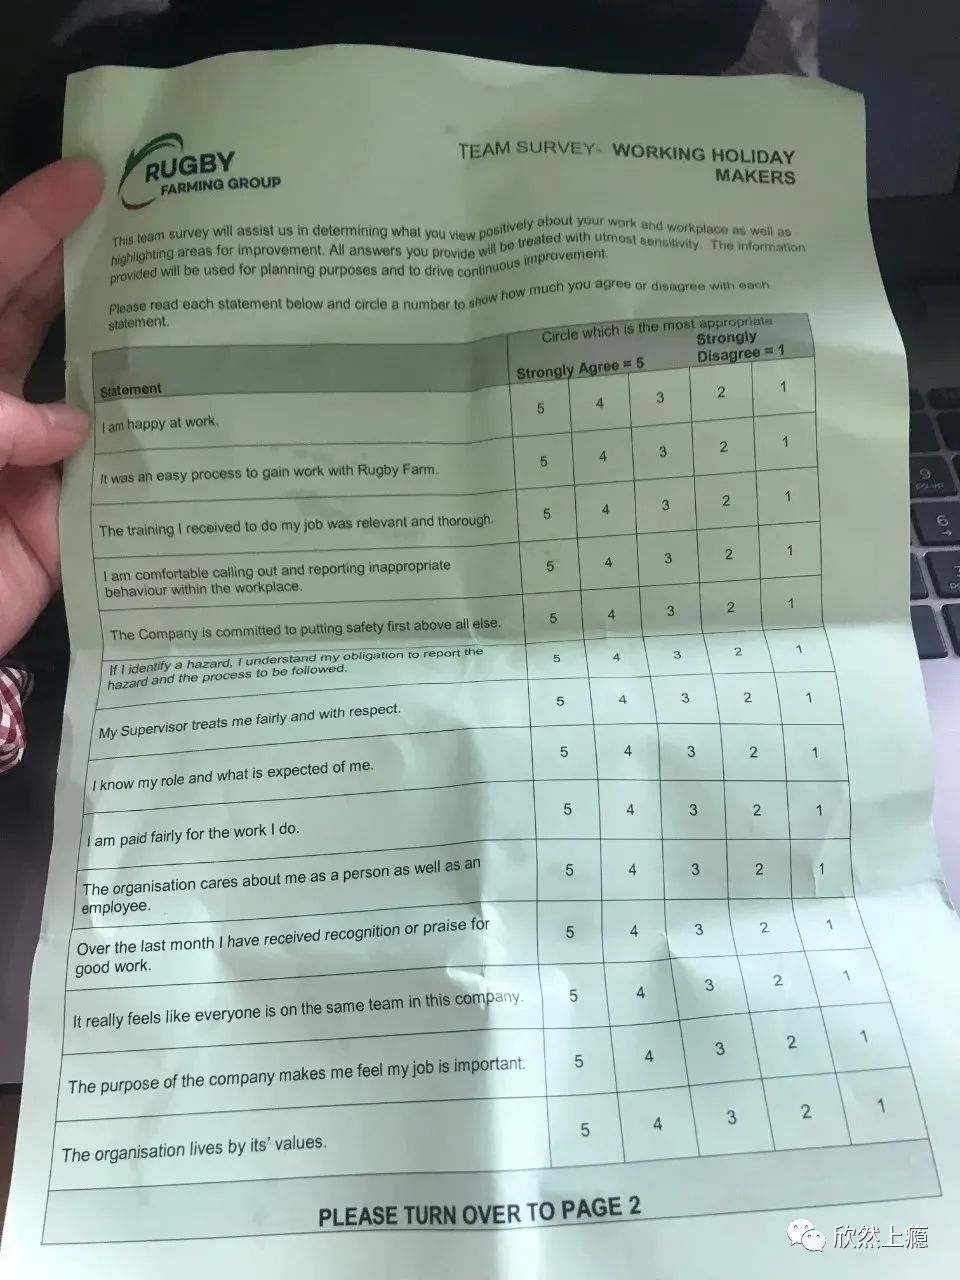 RUGBY
FARMING GROUP
TEAM SURVEY- WORKING HOLIDAY
MAKERS
This team survey will assist us in determining what you view positively about your work and workplace as well as
highlighting areas for improvement. All answers you provide will be treated with utmost sensitivity. The information
provided will be used for planning purposes and to drive continuous improvement.
Please read each statement below and circle a number to show how much you agree or disagree with each
statement.
Circle which is the most appropriate
Statement
Strongly Agree = 5
Strongly
Disagree = 1
I am happy at work. 5 4 3 2 1
It was an easy process to gain work with Rugby Farm. 5 4 3 2 1
The training I received to do my job was relevant and thorough. 5 4 3 2 1
I am comfortable calling out and reporting inappropriate
behaviour within the workplace. 5 4 3 2 1
The Company is committed to putting safety first above all else. 5 4 3 2 1
If I identify a hazard, I understand my obligation to report the
hazard and the process to be followed. 5 4 3 2 1
My Supervisor treats me fairly and with respect. 5 4 3 2 1
I know my role and what is expected of me. 5 4 3 2 1
I am paid fairly for the work I do. 5 4 3 2 1
The organisation cares about me as a person as well as an
employee. 5 4 3 2 1
Over the last month I have received recognition or praise for
good work. 5 4 3 2 1
It really feels like everyone is on the same team in this company. 5 4 3 2 1
The purpose of the company makes me feel my job is important. 5 4 3 2 1
The organisation lives by its' values. 5 4 3 2 1
PLEASE TURN OVER TO PAGE 2
9
PG UP
6
欣然上瘾